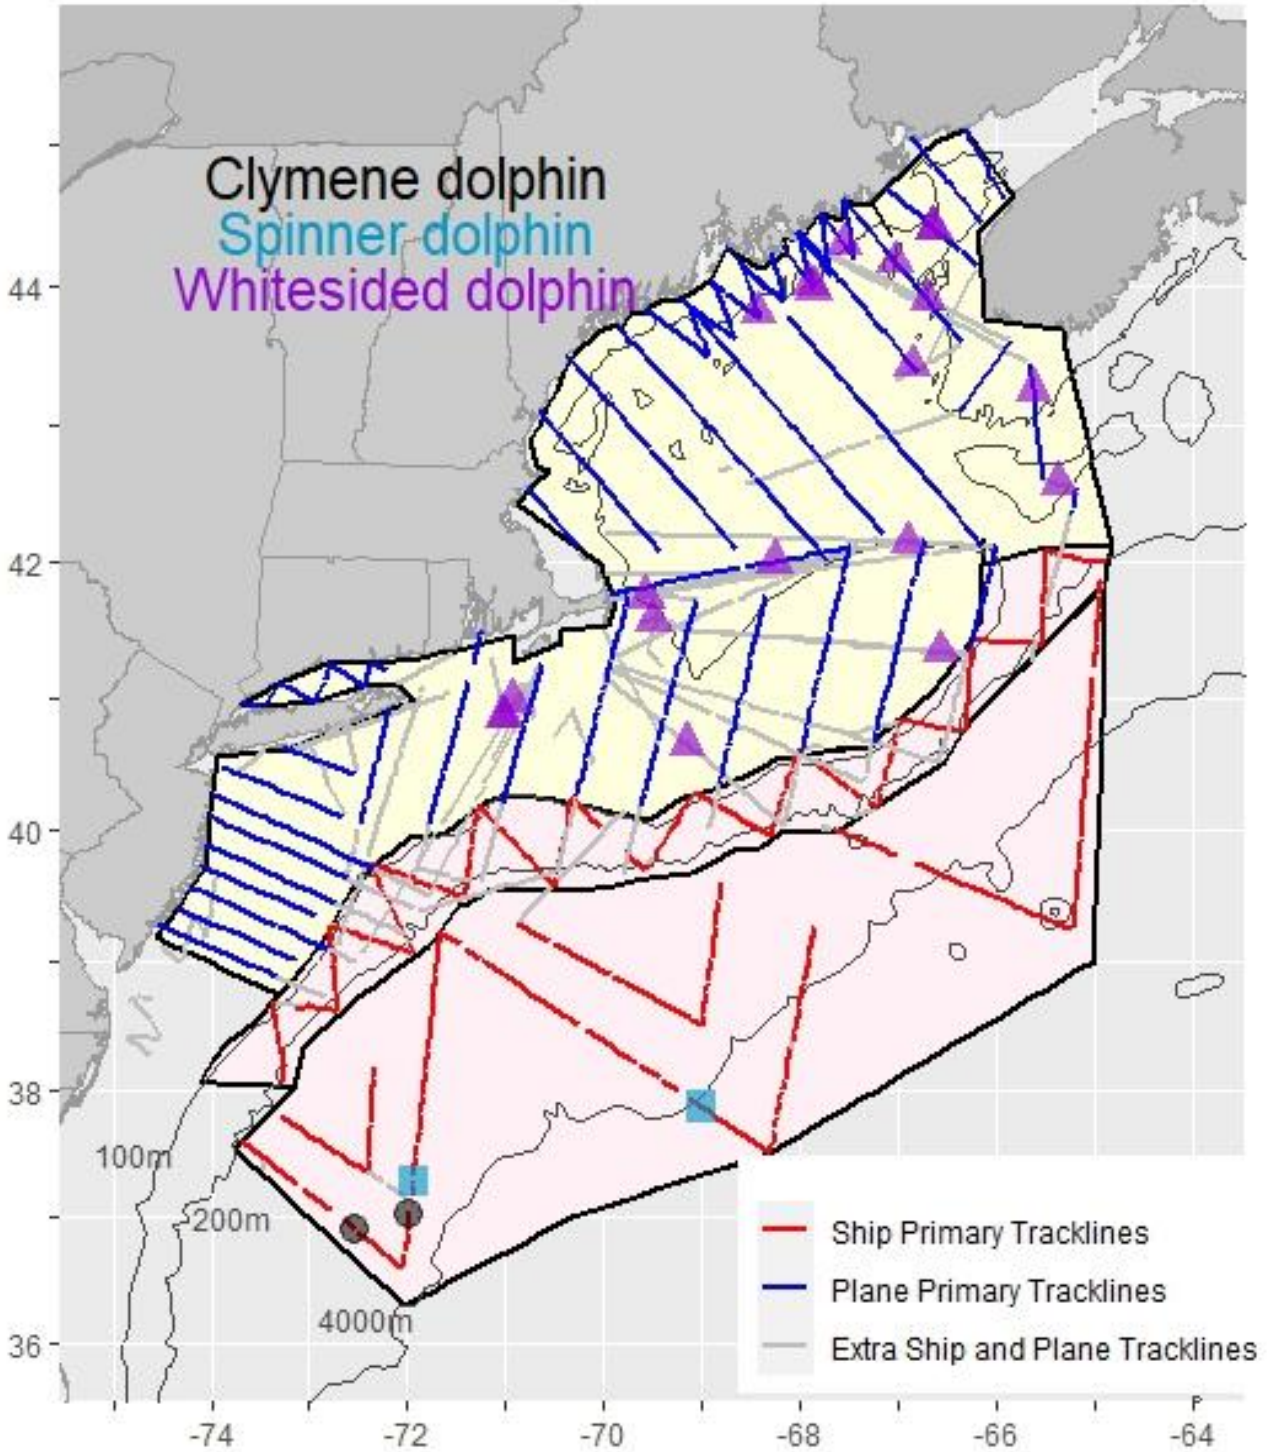 Clymene dolphin
Spinner dolphin
Whitesided dolphin
44
42
40
38
36
100m
200m
4000m
Ship Primary Tracklines
Plane Primary Tracklines
Extra Ship and Plane Tracklines
P
-74
-72
-70
-68
-66
-64